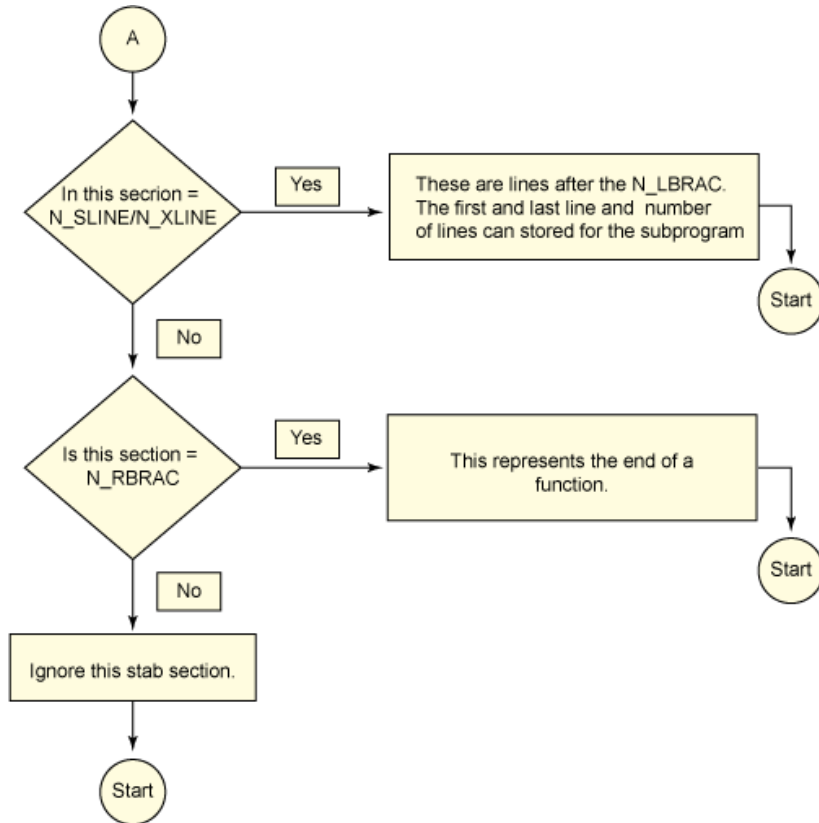 A
In this secrion =
N_SLINE/N_XLINE
Yes
These are lines after the N_LBRAC.
The first and last line and number
of lines can stored for the subprogram
Start
No
Is this section =
N_RBRAC
Yes
This represents the end of a
function.
Start
No
Ignore this stab section.
Start